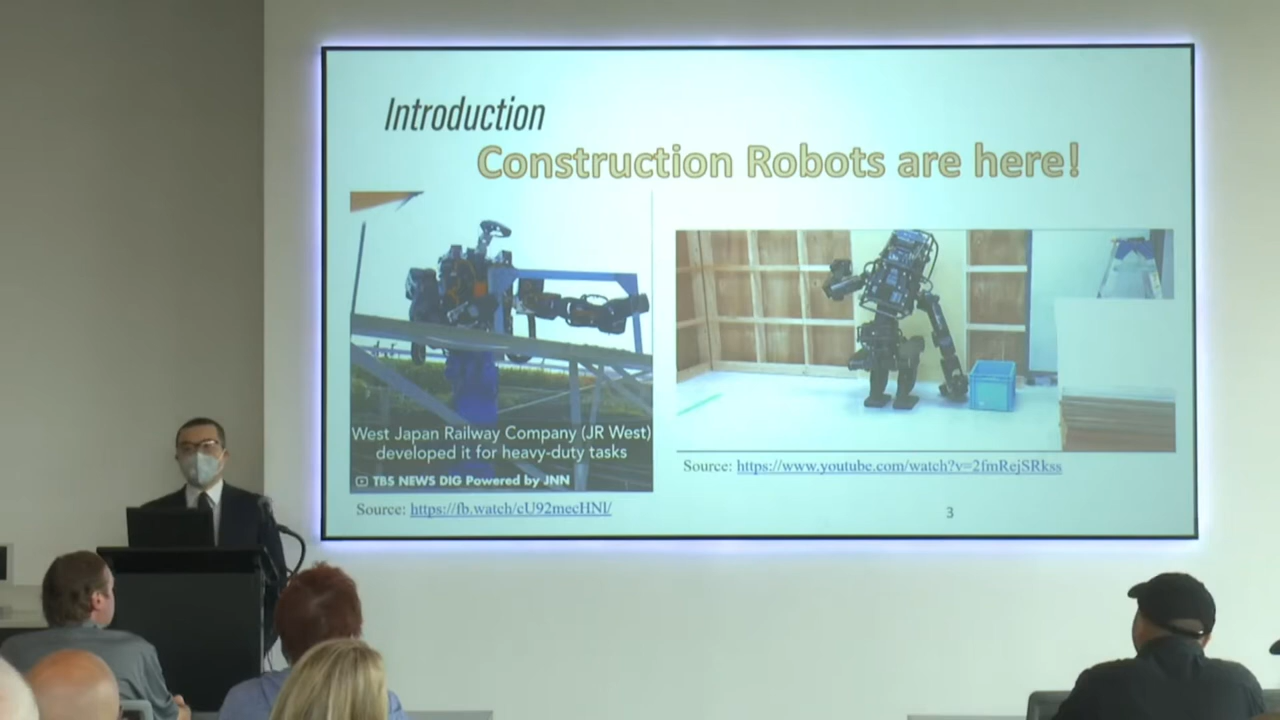 Introduction
Construction Robots are here!
West Japan Railway Company (JR West)
developed it for heavy-duty tasks
TBS NEWS DIG Powered by JNN
Source: https://fb.watch/cU92mecHNl/
Source: https://www.youtube.com/watch?v=2fmRejSRkss
3